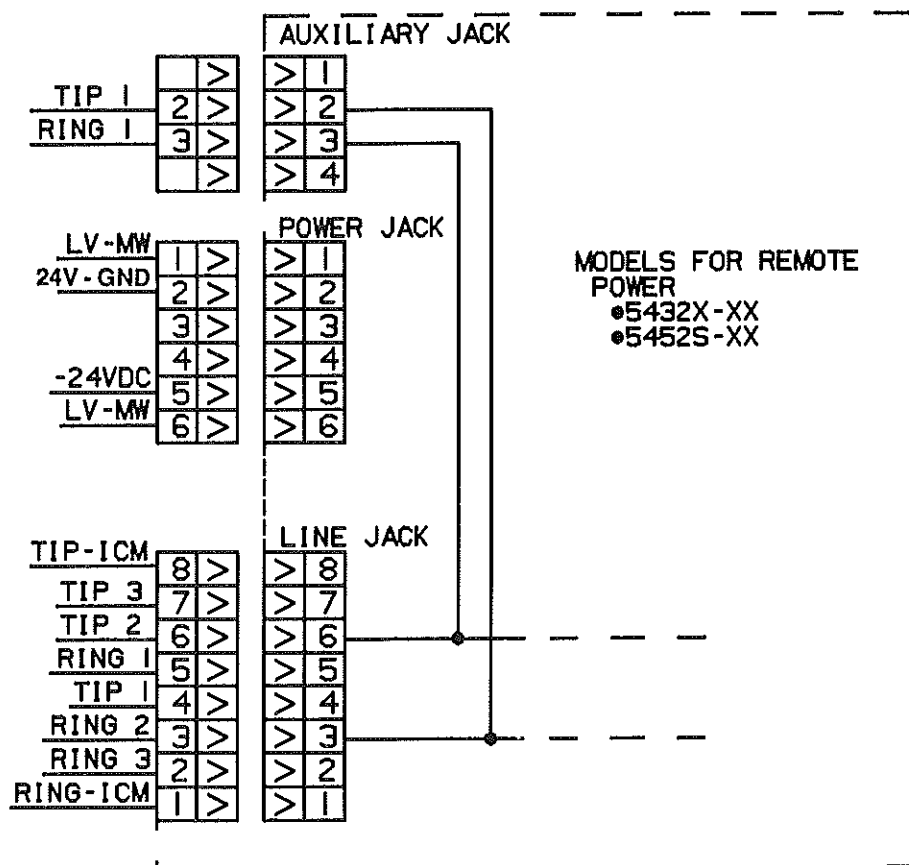 AUXILIARY JACK
> > 1
TIP 1 2 > > 2
RING 1 3 > > 3
> > 4
POWER JACK
LV-MW 1 > > 1
24V-GND 2 > > 2
3 > > 3
4 > > 4
-24VDC 5 > > 5
LV-MW 6 > > 6
MODELS FOR REMOTE
POWER
•5432X-XX
•5452S-XX
LINE JACK
TIP-ICM 8 > > 8
TIP 3 7 > > 7
TIP 2 6 > > 6
RING 1 5 > > 5
TIP 1 4 > > 4
RING 2 3 > > 3
RING 3 2 > > 2
RING-ICM 1 > > 1